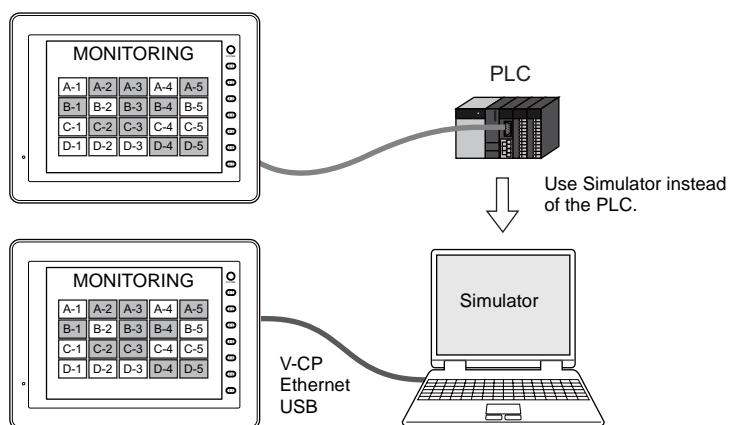 MONITORING
A-1 A-2 A-3 A-4 A-5
B-1 B-2 B-3 B-4 B-5
C-1 C-2 C-3 C-4 C-5
D-1 D-2 D-3 D-4 D-5
PLC
Use Simulator instead
of the PLC.
MONITORING
A-1 A-2 A-3 A-4 A-5
B-1 B-2 B-3 B-4 B-5
C-1 C-2 C-3 C-4 C-5
D-1 D-2 D-3 D-4 D-5
Simulator
V-CP
Ethernet
USB